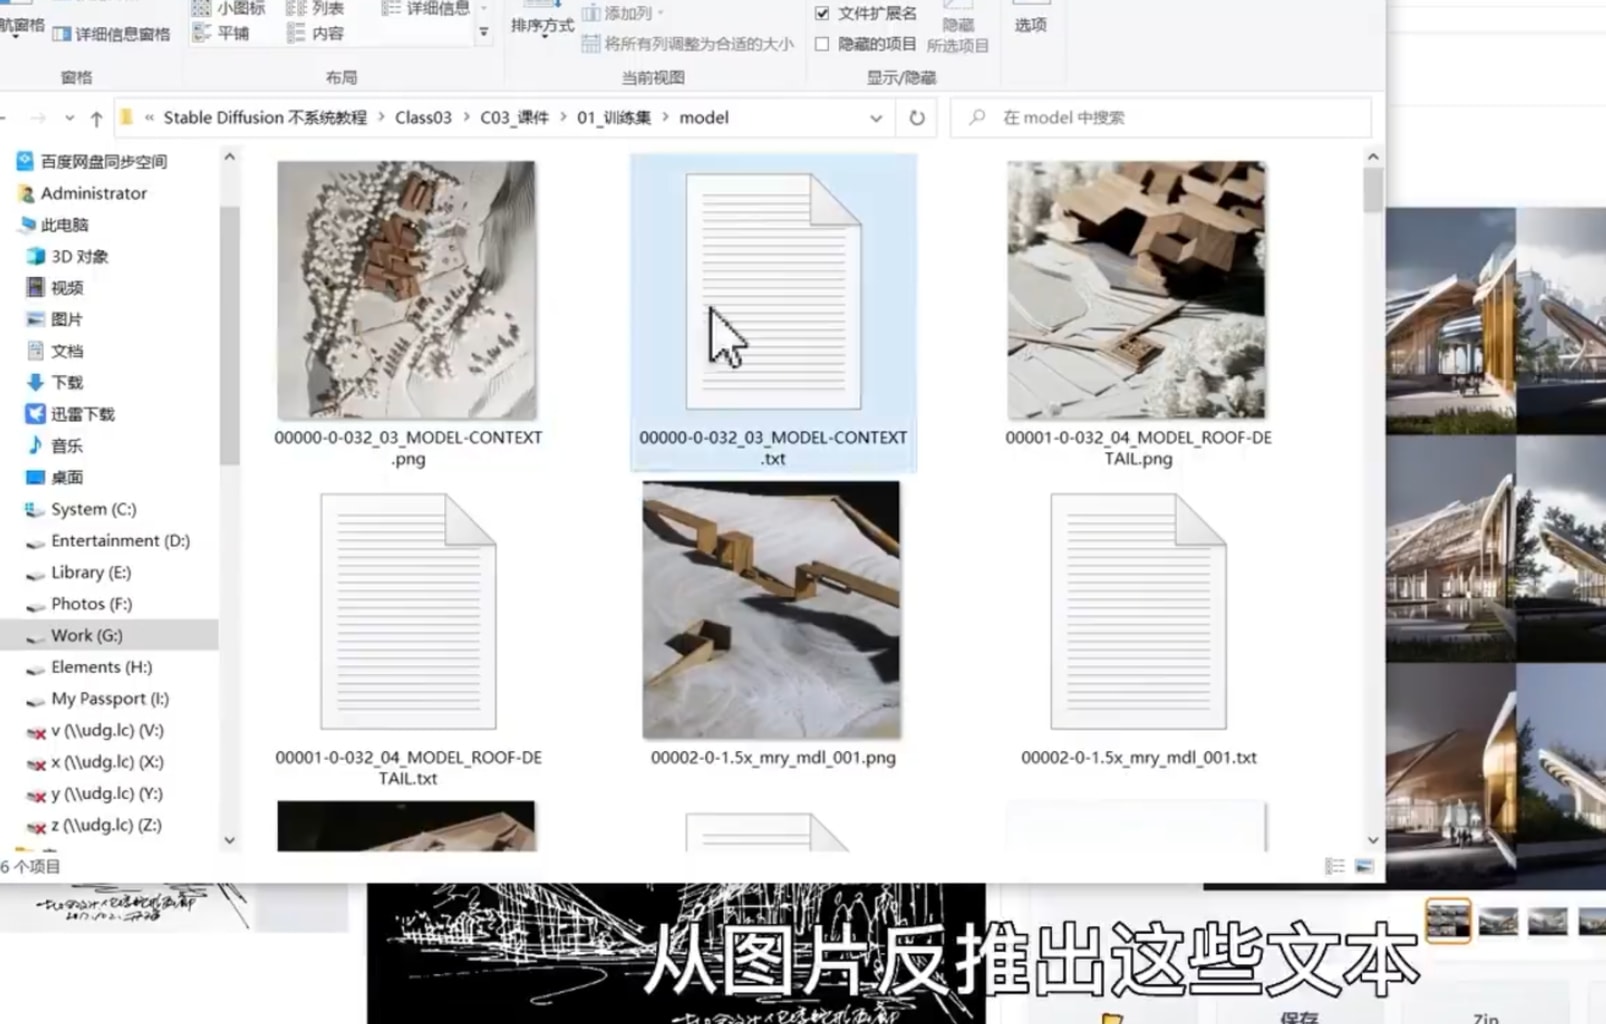 小图标
列表
详细信息
航窗格
详细信息窗格
平铺
内容
排序方式
添加列
将所有列调整为合适的大小
文件扩展名
隐藏的项目
隐藏
所选项目
选项
窗格
布局
当前视图
显示/隐藏
« Stable Diffusion 不系统教程 > Class03 > C03_课件 > 01_训练集 > model
在 model 中搜索
百度网盘同步空间
Administrator
此电脑
3D 对象
视频
图片
文档
下载
迅雷下载
音乐
桌面
System (C:)
Entertainment (D:)
Library (E:)
Photos (F:)
Work (G:)
Elements (H:)
My Passport (I:)
v (\\udg.lc) (V:)
x (\\udg.lc) (X:)
y (\\udg.lc) (Y:)
z (\\udg.lc) (Z:)
00000-0-032_03_MODEL-CONTEXT
.png
00000-0-032_03_MODEL-CONTEXT
.txt
00001-0-032_04_MODEL_ROOF-DE
TAIL.png
00001-0-032_04_MODEL_ROOF-DE
TAIL.txt
00002-0-1.5x_mry_mdl_001.png
00002-0-1.5x_mry_mdl_001.txt
6 个项目
从图片反推出这些文本
保存
Zip